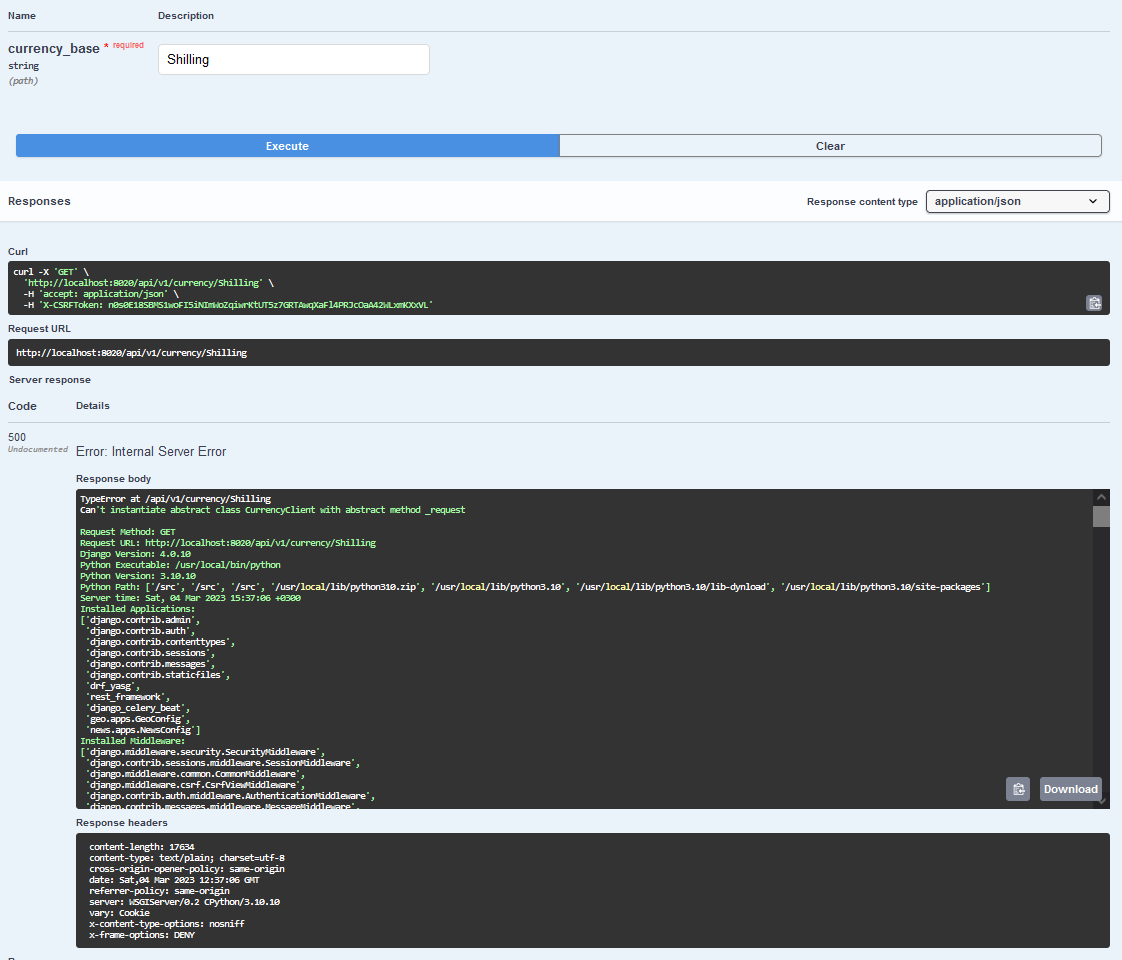 Name Description
currency_base * required
string
(path)
Shilling
Execute Clear
Responses Response content type application/json
Curl
curl -X 'GET' \
'http://localhost:8020/api/v1/currency/Shilling' \
-H 'accept: application/json' \
-H 'X-CSRFToken: n0s0E1BSBMS1woFI5iNImWoZqiwrKtUT5z7GRTAwqXaFl4PRJcOaA42WLxmKXxVL'
Request URL
http://localhost:8020/api/v1/currency/Shilling
Server response
Code Details
500
Undocumented
Error: Internal Server Error
Response body
TypeError at /api/v1/currency/Shilling
Can't instantiate abstract class CurrencyClient with abstract method _request
Request Method: GET
Request URL: http://localhost:8020/api/v1/currency/Shilling
Django Version: 4.0.10
Python Executable: /usr/local/bin/python
Python Version: 3.10.10
Python Path: ['/src', '/src', '/usr/local/lib/python310.zip', '/usr/local/lib/python3.10', '/usr/local/lib/python3.10/lib-dynload', '/usr/local/lib/python3.10/site-packages']
Server time: Sat, 04 Mar 2023 15:37:06 +0300
Installed Applications:
['django.contrib.admin',
'django.contrib.auth',
'django.contrib.contenttypes',
'django.contrib.sessions',
'django.contrib.messages',
'django.contrib.staticfiles',
'drf_yasg',
'rest_framework',
'django_celery_beat',
'geo.apps.GeoConfig',
'news.apps.NewsConfig']
Installed Middleware:
['django.middleware.security.SecurityMiddleware',
'django.contrib.sessions.middleware.SessionMiddleware',
'django.middleware.common.CommonMiddleware',
'django.middleware.csrf.CsrfViewMiddleware',
'django.contrib.auth.middleware.AuthenticationMiddleware',
'django.contrib.messages.middleware.MessageMiddleware',
Download
Response headers
content-length: 17634
content-type: text/plain; charset=utf-8
cross-origin-opener-policy: same-origin
date: Sat,04 Mar 2023 12:37:06 GMT
referrer-policy: same-origin
server: WSGIServer/0.2 CPython/3.10.10
vary: Cookie
x-content-type-options: nosniff
x-frame-options: DENY